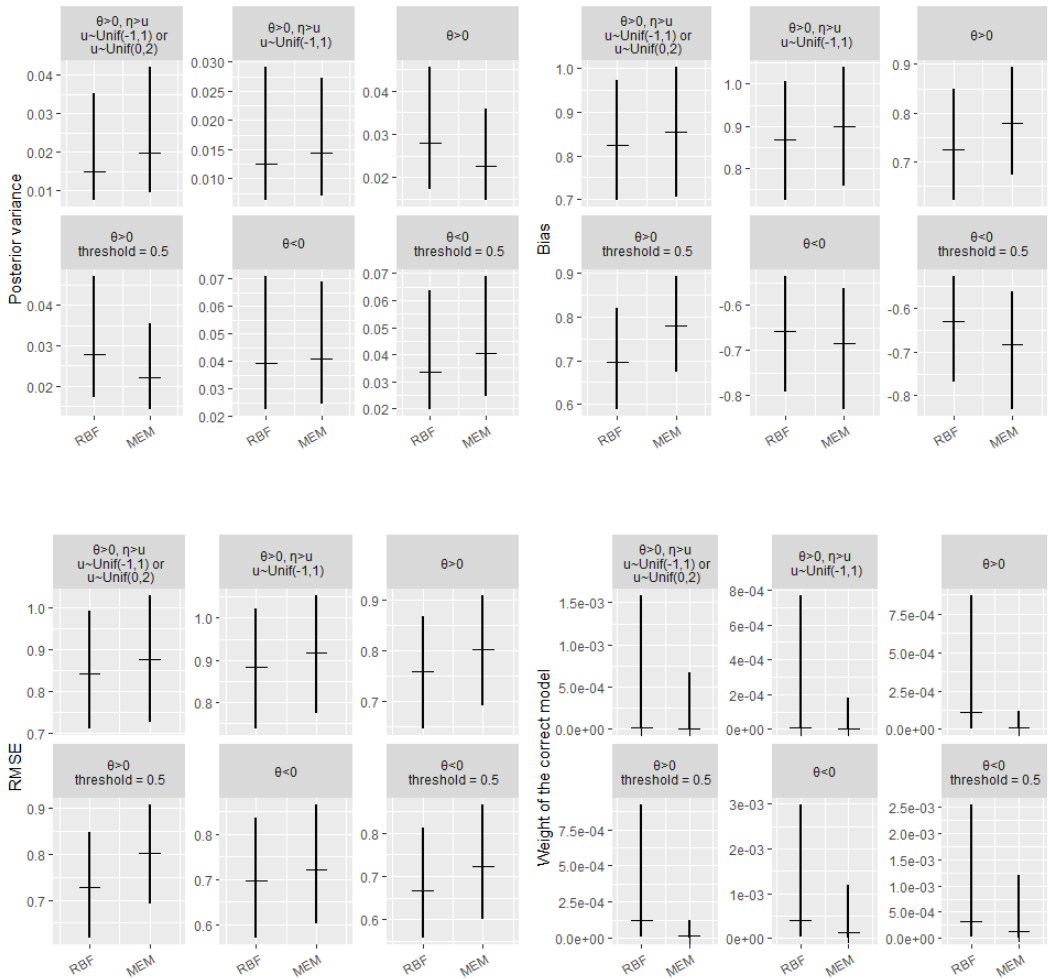 Posterior variance
θ>0, η>u
u~Unif(-1,1) or
u~Unif(0,2)
0.04
0.03
0.02
0.01
θ>0, η>u
u~Unif(-1,1)
0.030
0.025
0.020
0.015
0.010
θ>0
0.04
0.03
0.02
θ>0
threshold = 0.5
0.04
0.03
0.02
θ<0
0.07
0.06
0.05
0.04
0.03
0.02
θ<0
threshold = 0.5
0.07
0.06
0.05
0.04
0.03
0.02
RBF MEM RBF MEM RBF MEM
Bias
θ>0, η>u
u~Unif(-1,1) or
u~Unif(0,2)
1.0
0.9
0.8
0.7
θ>0, η>u
u~Unif(-1,1)
1.0
0.9
0.8
θ>0
0.9
0.8
0.7
θ>0
threshold = 0.5
0.9
0.8
0.7
0.6
θ<0
-0.6
-0.7
-0.8
θ<0
threshold = 0.5
-0.6
-0.7
-0.8
RBF MEM RBF MEM RBF MEM
RMSE
θ>0, η>u
u~Unif(-1,1) or
u~Unif(0,2)
1.0
0.9
0.8
0.7
θ>0, η>u
u~Unif(-1,1)
1.0
0.9
0.8
θ>0
0.9
0.8
0.7
θ>0
threshold = 0.5
0.9
0.8
0.7
θ<0
0.8
0.7
0.6
θ<0
threshold = 0.5
0.8
0.7
0.6
RBF MEM RBF MEM RBF MEM
Weight of the correct model
θ>0, η>u
u~Unif(-1,1) or
u~Unif(0,2)
1.5e-03
1.0e-03
5.0e-04
0.0e+00
θ>0, η>u
u~Unif(-1,1)
8e-04
6e-04
4e-04
2e-04
0e+00
θ>0
7.5e-04
5.0e-04
2.5e-04
0.0e+00
θ>0
threshold = 0.5
7.5e-04
5.0e-04
2.5e-04
0.0e+00
θ<0
3e-03
2e-03
1e-03
0e+00
θ<0
threshold = 0.5
2.5e-03
2.0e-03
1.5e-03
1.0e-03
5.0e-04
0.0e+00
RBF MEM RBF MEM RBF MEM